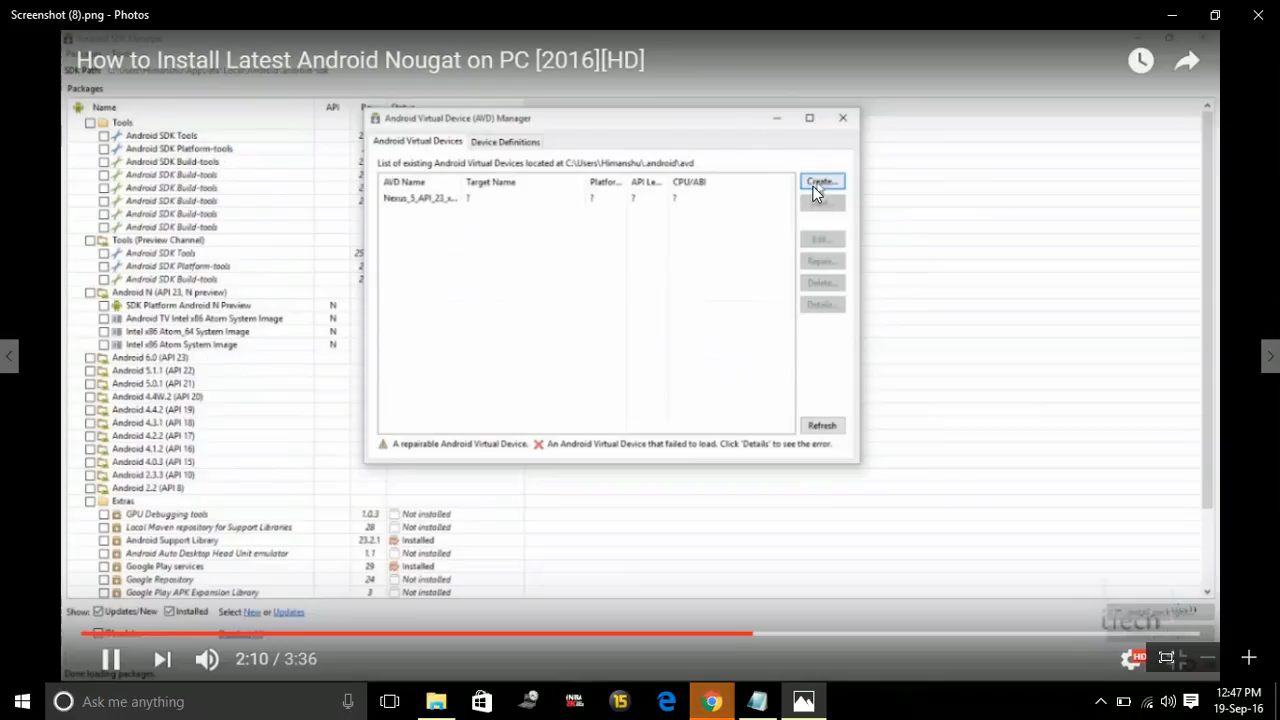 Screenshot (8).png - Photos
How to Install Latest Android Nougat on PC [2016][HD]
Packages
Name API
Tools
Android SDK Tools
Android SDK Platform-tools
Android SDK Build-tools
Android SDK Build-tools
Android SDK Build-tools
Android SDK Build-tools
Android SDK Build-tools
Android SDK Build-tools
Tools (Preview Channel)
Android SDK Tools 25
Android SDK Platform-tools 2
Android SDK Build-tools 2
Android N (API 23, N preview)
SDK Platform Android N Preview N
Android TV Intel x86 Atom System Image N
Intel x86 Atom_64 System Image N
Intel x86 Atom System Image N
Android 6.0 (API 23)
Android 5.1.1 (API 22)
Android 5.0.1 (API 21)
Android 4.4W.2 (API 20)
Android 4.4.2 (API 19)
Android 4.3.1 (API 18)
Android 4.2.2 (API 17)
Android 4.1.2 (API 16)
Android 4.0.3 (API 15)
Android 2.3.3 (API 10)
Android 2.2 (API 8)
Extras
GPU Debugging tools 1.0.3 Not installed
Local Maven repository for Support Libraries 28 Not installed
Android Support Library 23.2.1 Installed
Android Auto Desktop Head Unit emulator 1.1 Not installed
Google Play services 29 Installed
Google Repository 24 Not installed
Google Play APK Expansion Library 3 Not installed
Show: Updates/New Installed Select New or Updates
Done loading packages.
Android Virtual Device (AVD) Manager
Android Virtual Devices Device Definitions
List of existing Android Virtual Devices located at C:\Users\Himanshu\.android\avd
AVD Name Target Name Platfor... API Le... CPU/ABI
Nexus_5_API_23_x... ? ? ? ?
Create...
Edit...
Repair...
Delete...
Details...
Refresh
A repairable Android Virtual Device. An Android Virtual Device that failed to load. Click 'Details' to see the error.
iTech
2:10 / 3:36
HD
Ask me anything
15
12:47 PM
19-Sep-16